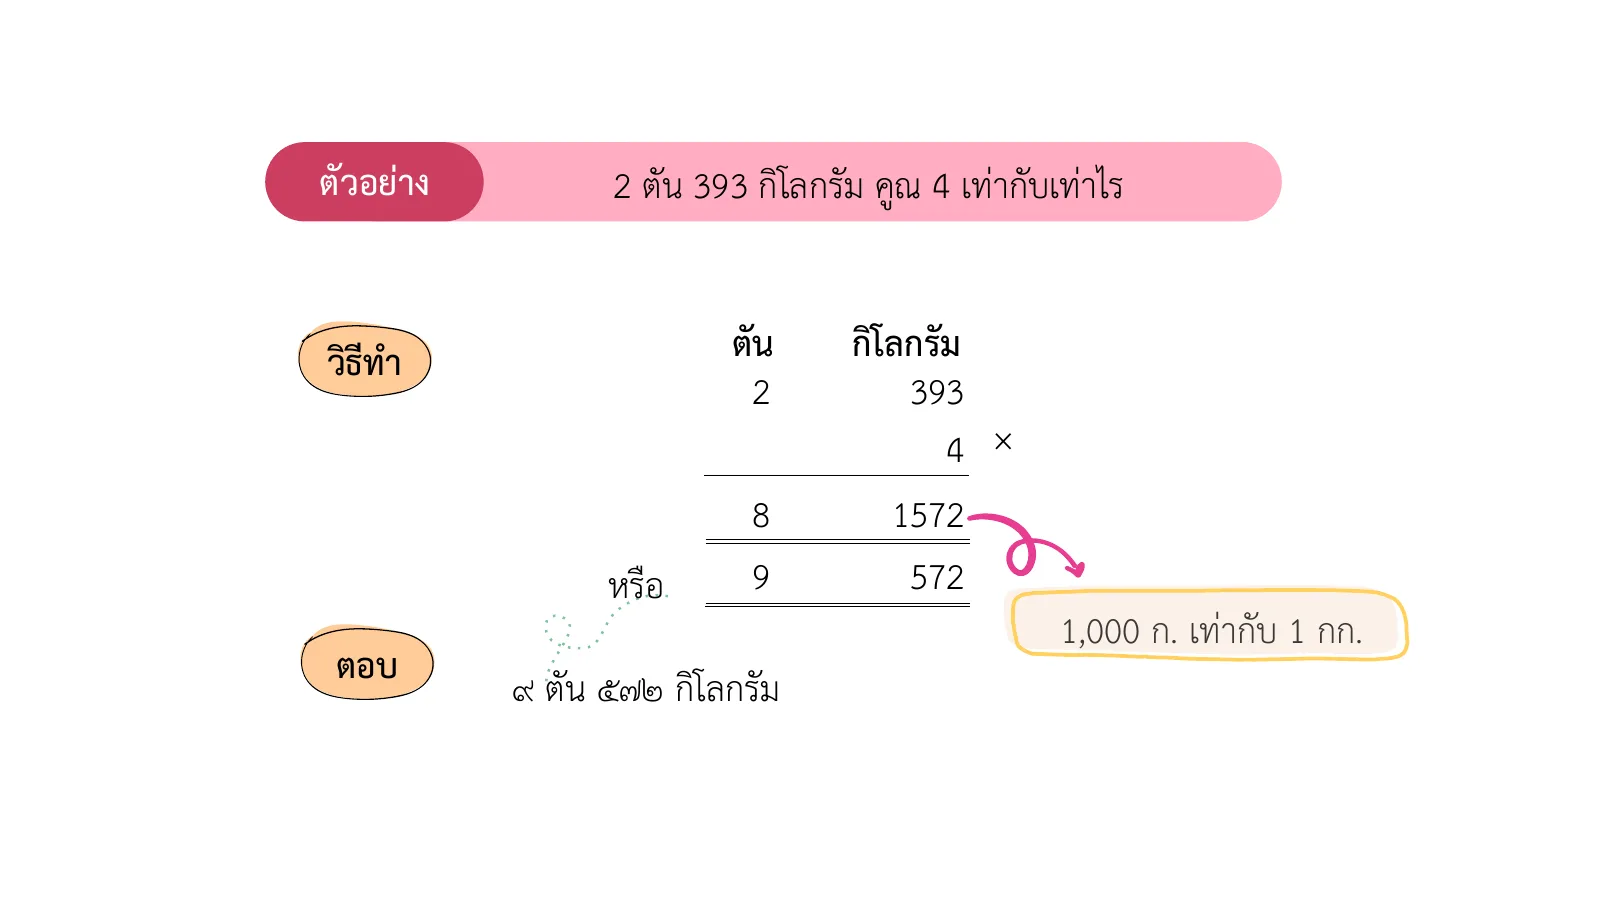 ตัวอย่าง 2 ตัน 393 กิโลกรัม คูณ 4 เท่ากับเท่าไร
วิธีทำ
ตัน กิโลกรัม
2 393
4 ×
8 1572
หรือ 9 572
1,000 ก. เท่ากับ 1 กก.
ตอบ
๙ ตัน ๕๗๒ กิโลกรัม